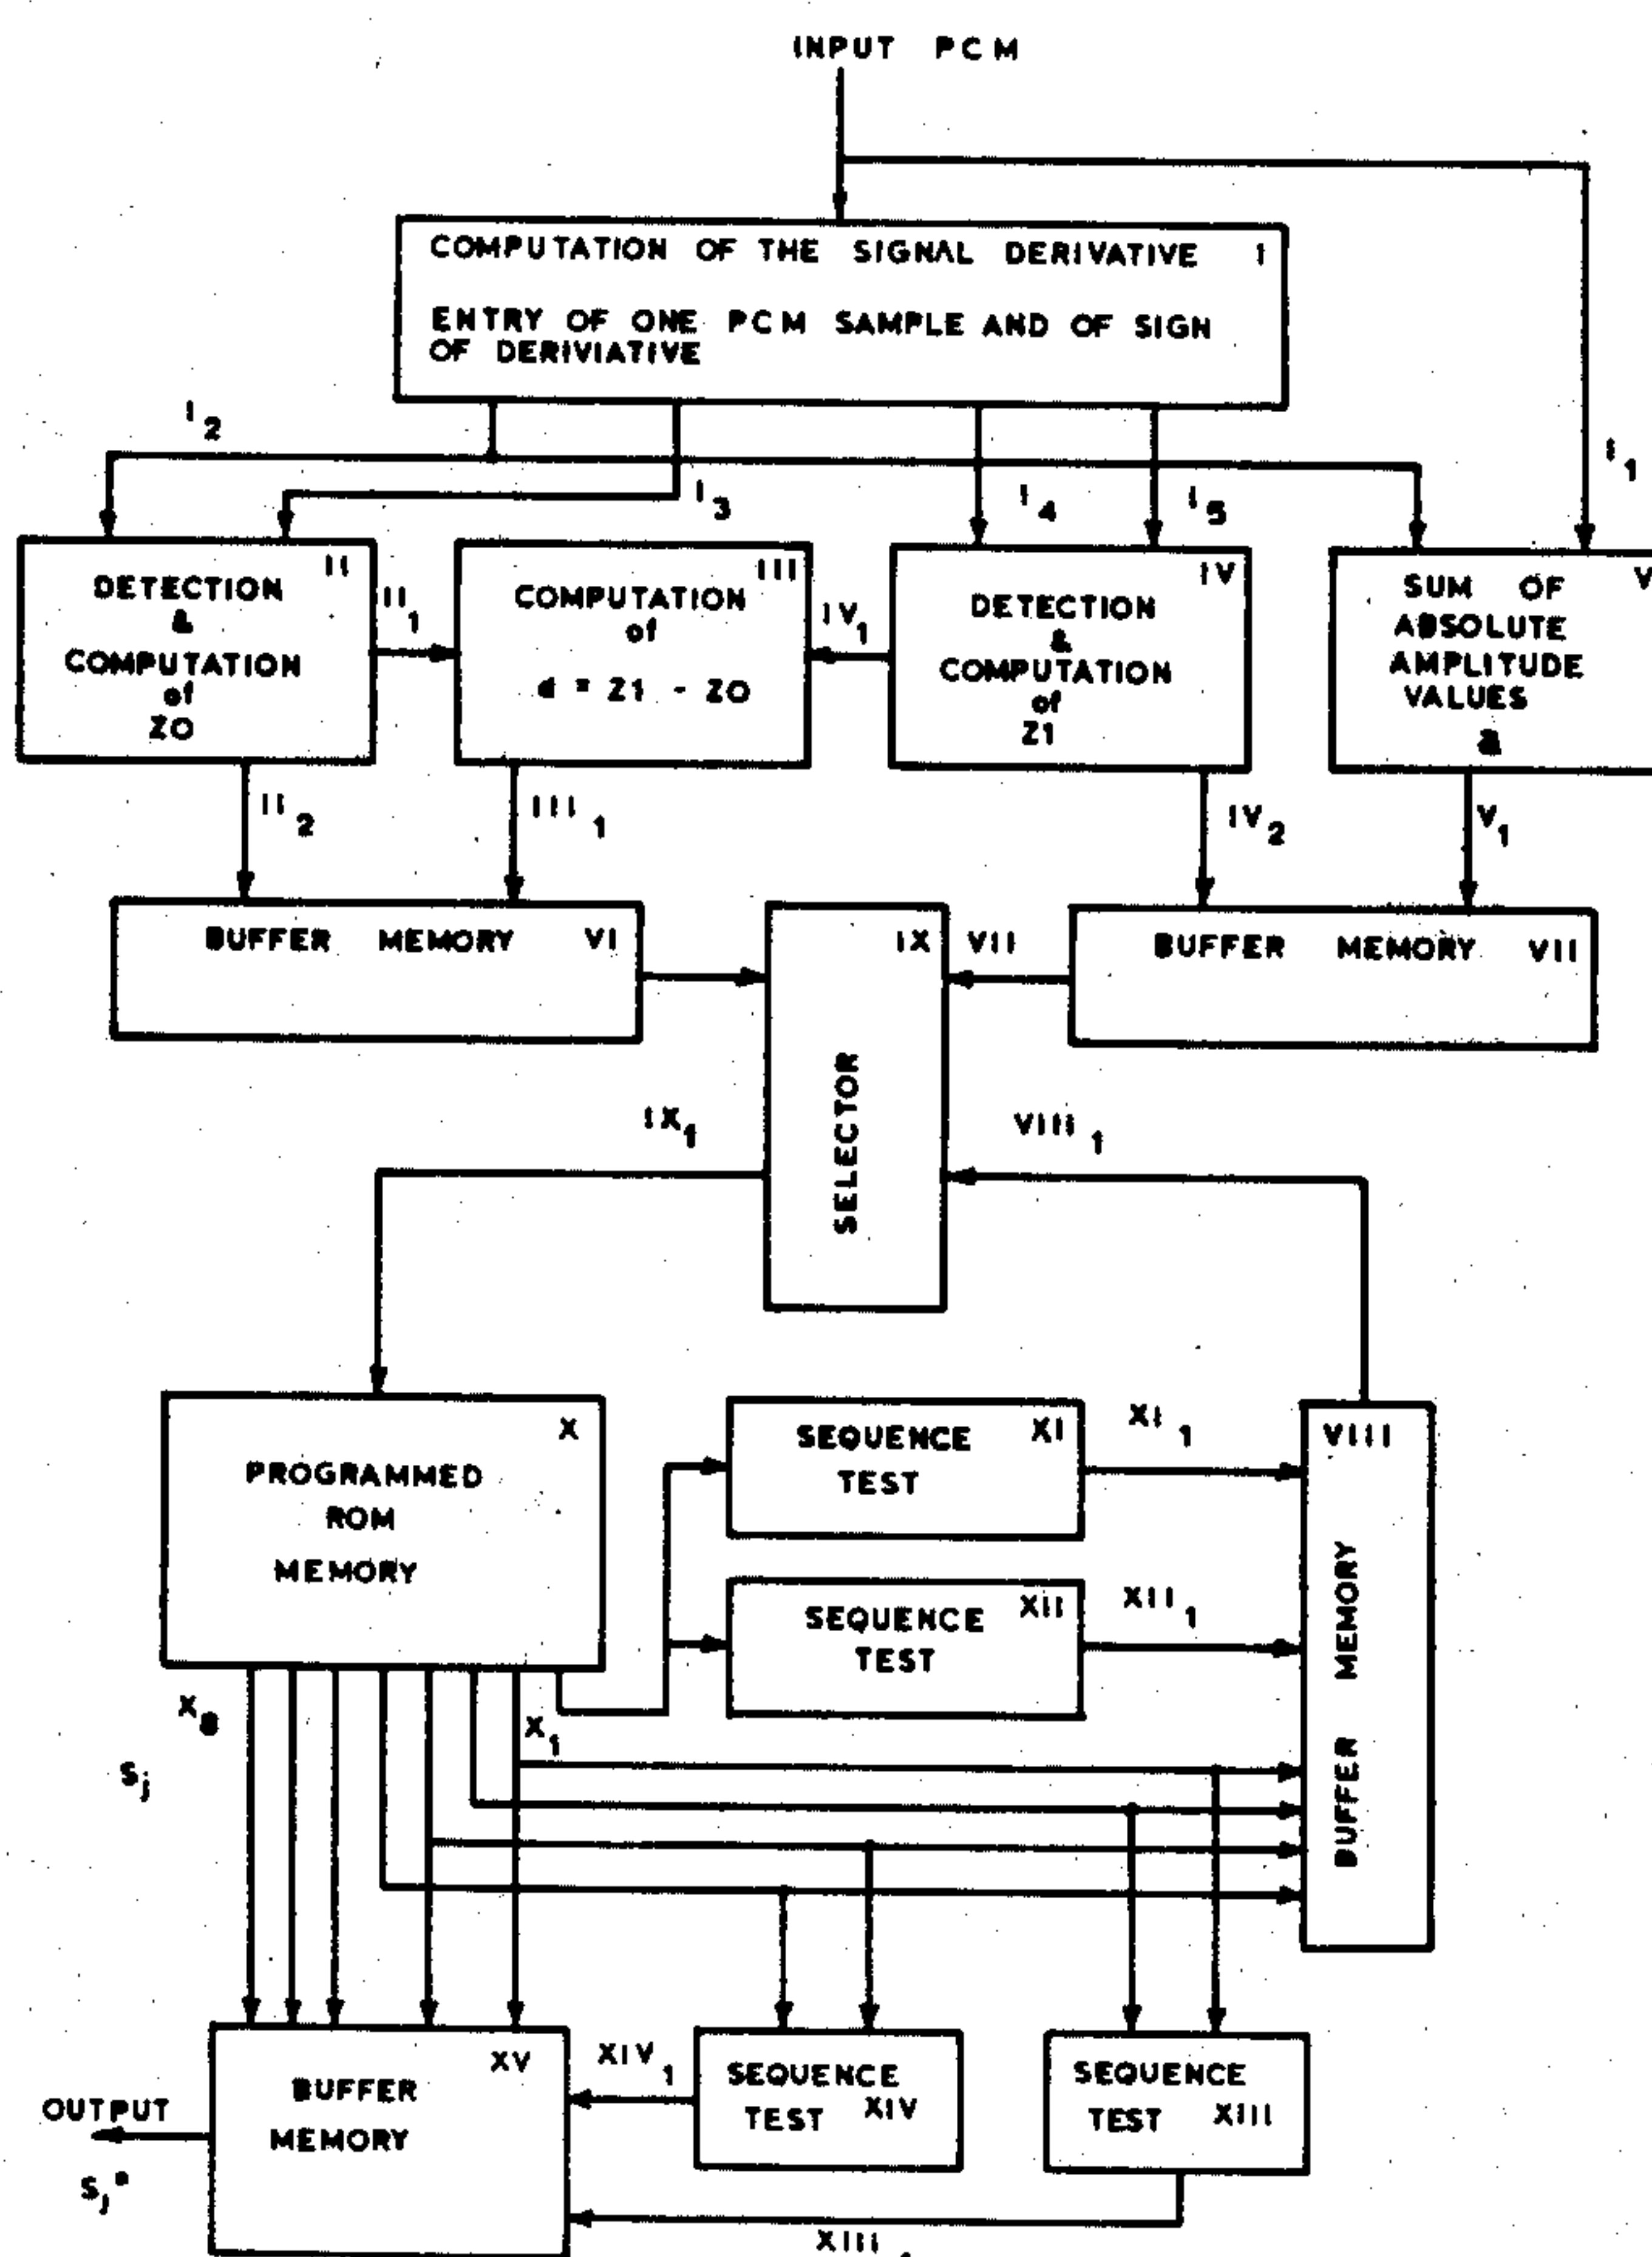 INPUT PCM
COMPUTATION OF THE SIGNAL DERIVATIVE I
ENTRY OF ONE PCM SAMPLE AND OF SIGN
OF DERIVIATIVE
I2
I1
I3
I4
I5
II
DETECTION
&
COMPUTATION
of
Z0
II1
III
COMPUTATION
of
d = Z1 - Z0
IV1
IV
DETECTION
&
COMPUTATION
of
Z1
V
SUM OF
ABSOLUTE
AMPLITUDE
VALUES
a
II2
III1
IV2
V1
BUFFER MEMORY VI
IX
SELECTOR
VII
BUFFER MEMORY VII
IX1
VIII1
X
PROGRAMMED
ROM
MEMORY
SEQUENCE XI
TEST
XI1
VIII
BUFFER MEMORY
SEQUENCE XII
TEST
XII1
X8
X1
Sj
XV
BUFFER
MEMORY
XIV1
SEQUENCE
TEST XIV
SEQUENCE
TEST XIII
OUTPUT
Sj*
XIII